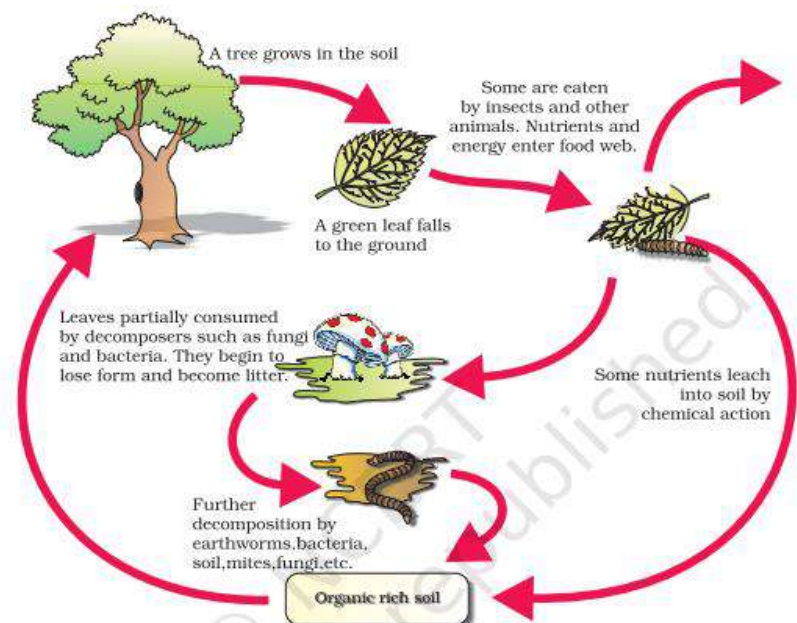 A tree grows in the soil
Some are eaten
by insects and other
animals. Nutrients and
energy enter food web.
A green leaf falls
to the ground
Leaves partially consumed
by decomposers such as fungi
and bacteria. They begin to
lose form and become litter.
Some nutrients leach
into soil by
chemical action
Further
decomposition by
earthworms,bacteria,
soil,mites,fungi,etc.
Organic rich soil
republished